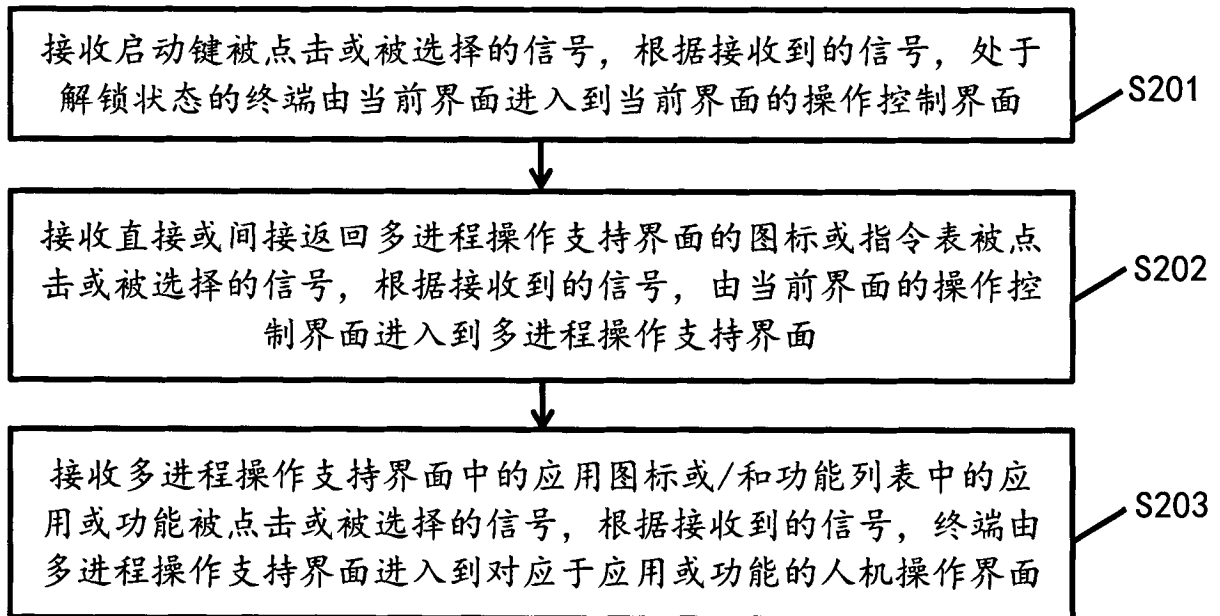 接收启动键被点击或被选择的信号，根据接收到的信号，处于
解锁状态的终端由当前界面进入到当前界面的操作控制界面
S201
接收直接或间接返回多进程操作支持界面的图标或指令表被点
击或被选择的信号，根据接收到的信号，由当前界面的操作控
制界面进入到多进程操作支持界面
S202
接收多进程操作支持界面中的应用图标或/和功能列表中的应
用或功能被点击或被选择的信号，根据接收到的信号，终端由
多进程操作支持界面进入到对应于应用或功能的人机操作界面
S203